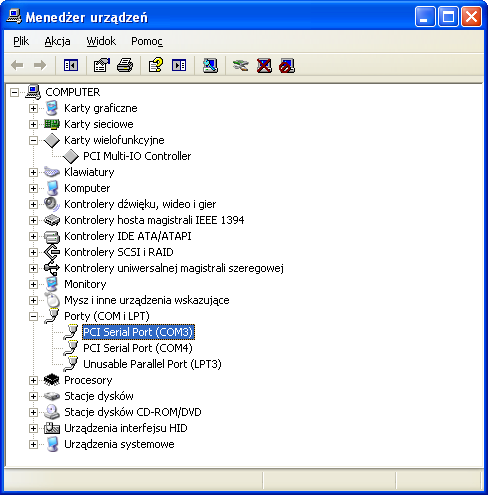 Menedżer urządzeń
Plik Akcja Widok Pomoc
COMPUTER
Karty graficzne
Karty sieciowe
Karty wielofunkcyjne
PCI Multi-IO Controller
Klawiatury
Komputer
Kontrolery dźwięku, wideo i gier
Kontrolery hosta magistrali IEEE 1394
Kontrolery IDE ATA/ATAPI
Kontrolery SCSI i RAID
Kontrolery uniwersalnej magistrali szeregowej
Monitory
Mysz i inne urządzenia wskazujące
Porty (COM i LPT)
PCI Serial Port (COM3)
PCI Serial Port (COM4)
Unusable Parallel Port (LPT3)
Procesory
Stacje dysków
Stacje dysków CD-ROM/DVD
Urządzenia interfejsu HID
Urządzenia systemowe